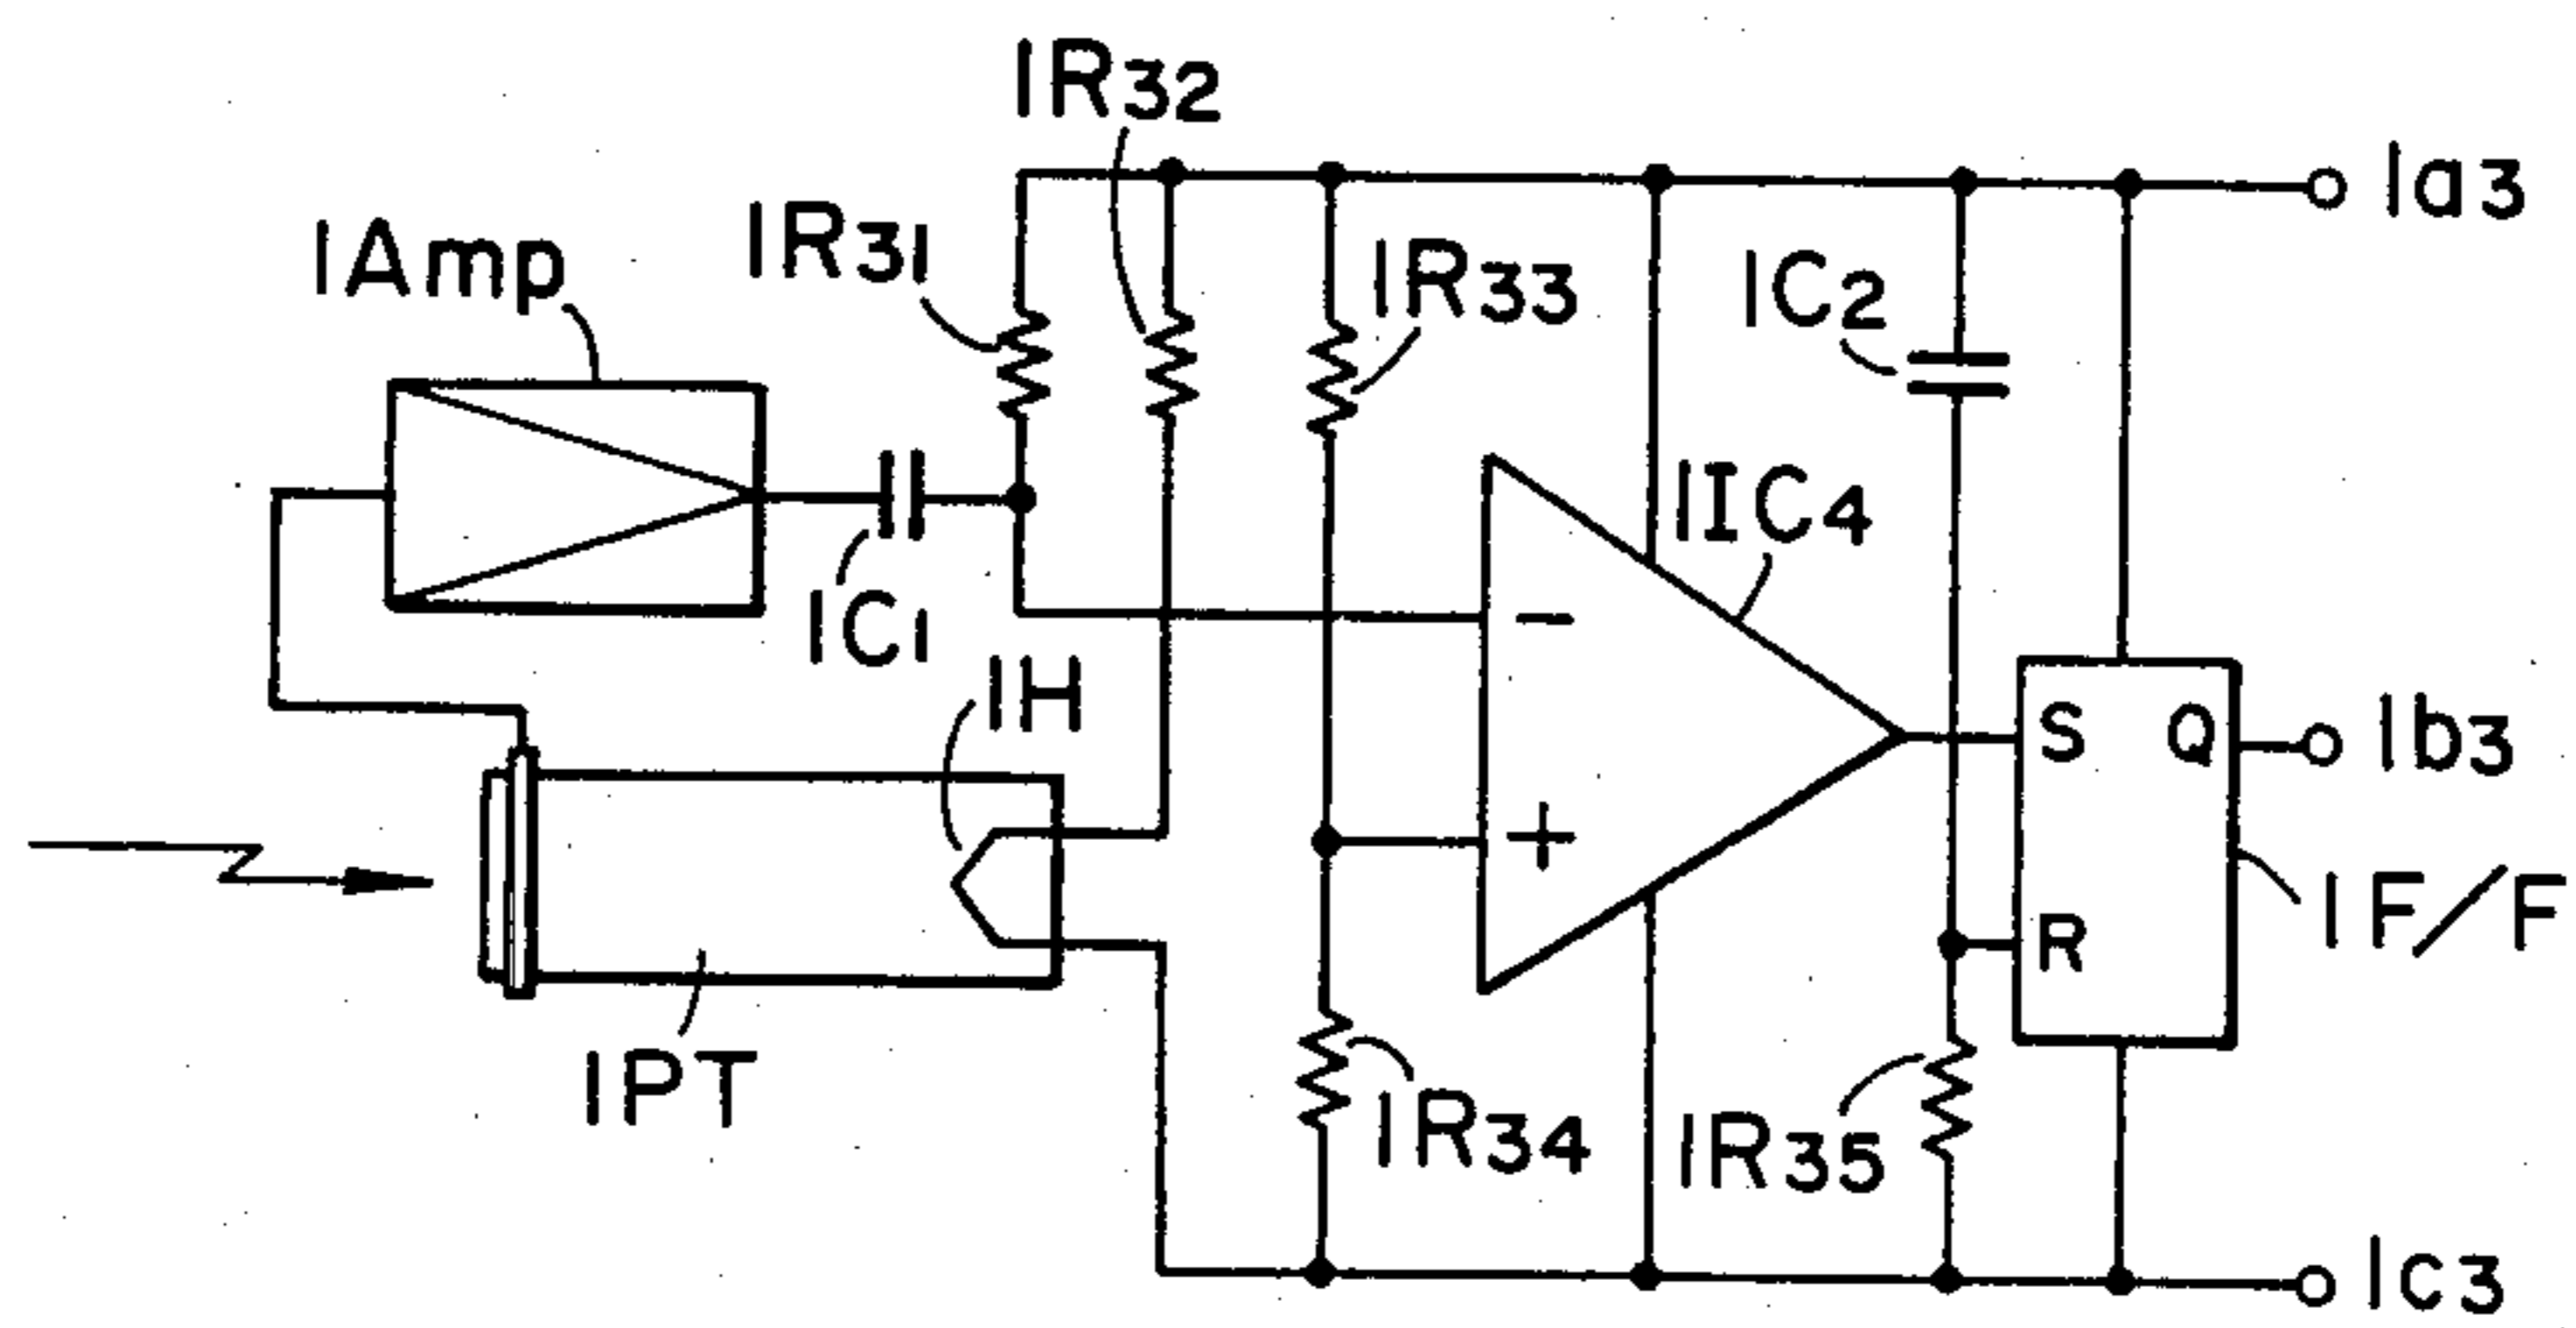 1R32
1a3
1Amp
1R31
1R33
1C2
1IC4
1C1
1H
−
S Q
1b3
+
R
1F/F
1PT
1R34
1R35
1c3